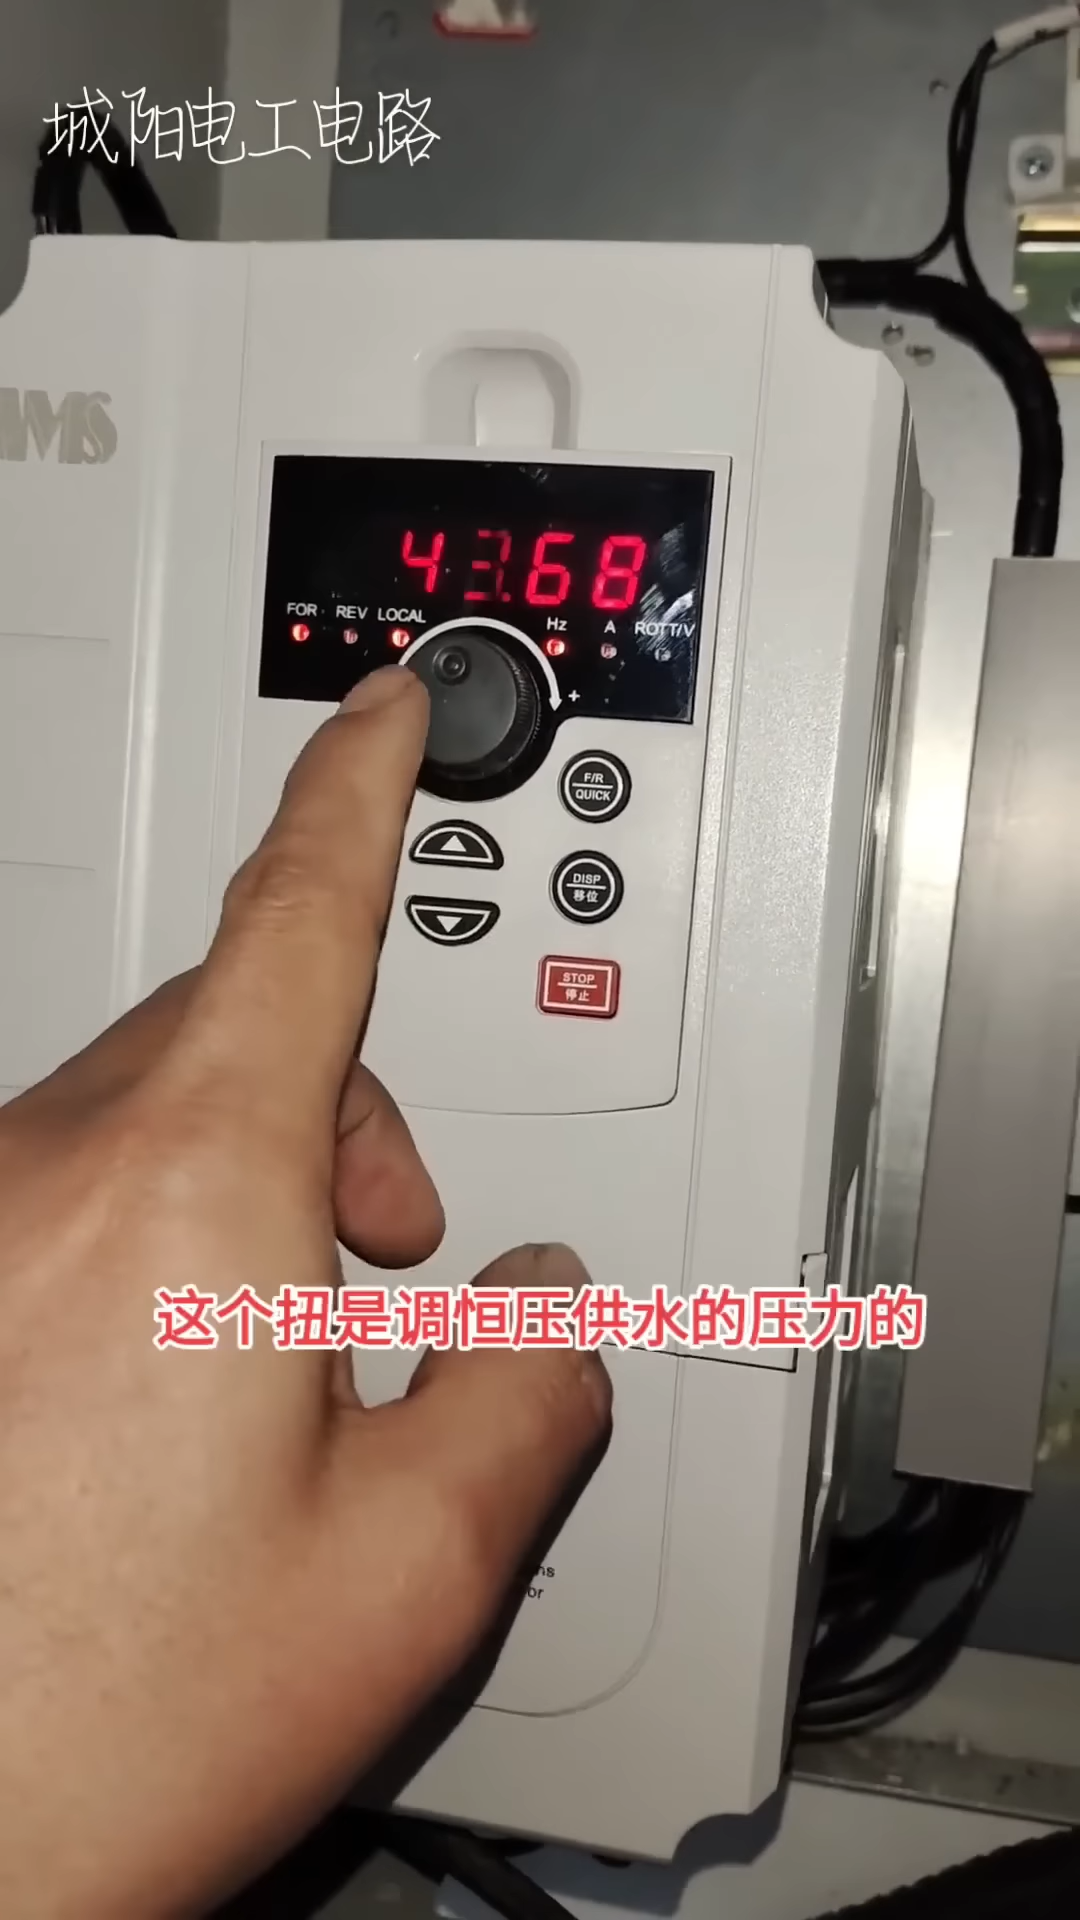 城阳电工电路
MS
43.68
FOR REV LOCAL Hz A ROTT/V
+
F/R
QUICK
DISP
移位
STOP
停止
这个扭是调恒压供水的压力的